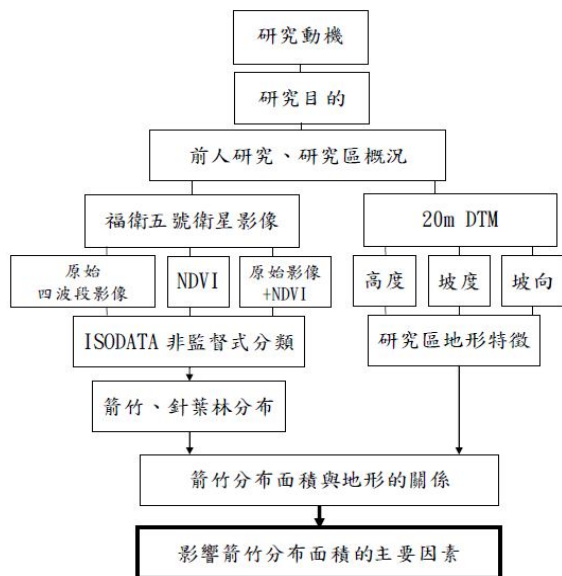 研究動機
研究目的
前人研究、研究區概況
福衛五號衛星影像
20m DTM
原始
四波段影像
NDVI
原始影像
+NDVI
高度
坡度
坡向
ISODATA 非監督式分類
研究區地形特徵
箭竹、針葉林分布
箭竹分布面積與地形的關係
影響箭竹分布面積的主要因素